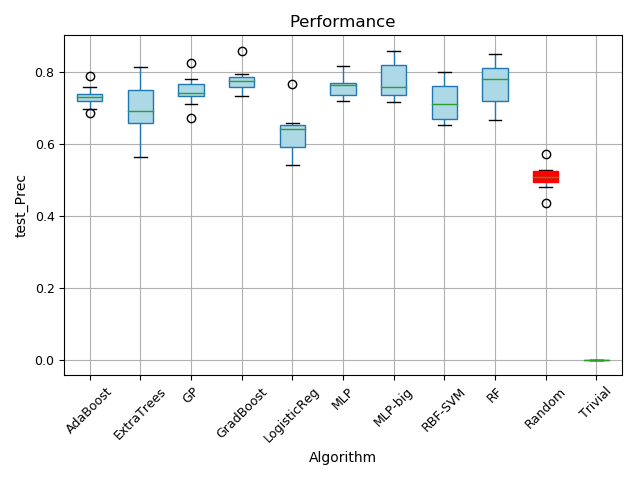 Performance
test_Prec
0.8
0.6
0.4
0.2
0.0
AdaBoost
ExtraTrees
GP
GradBoost
LogisticReg
MLP
MLP-big
RBF-SVM
RF
Random
Trivial
Algorithm